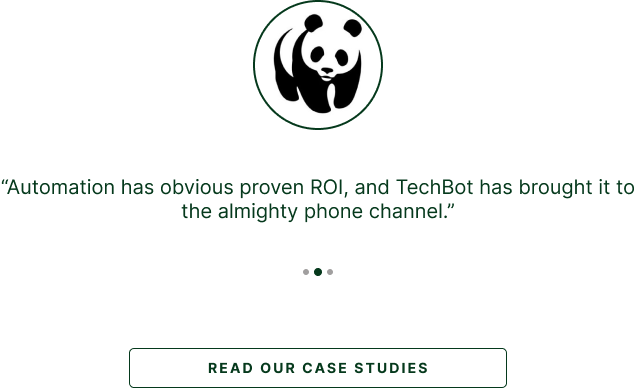 “Automation has obvious proven ROI, and TechBot has brought it to
the almighty phone channel.”
READ OUR CASE STUDIES